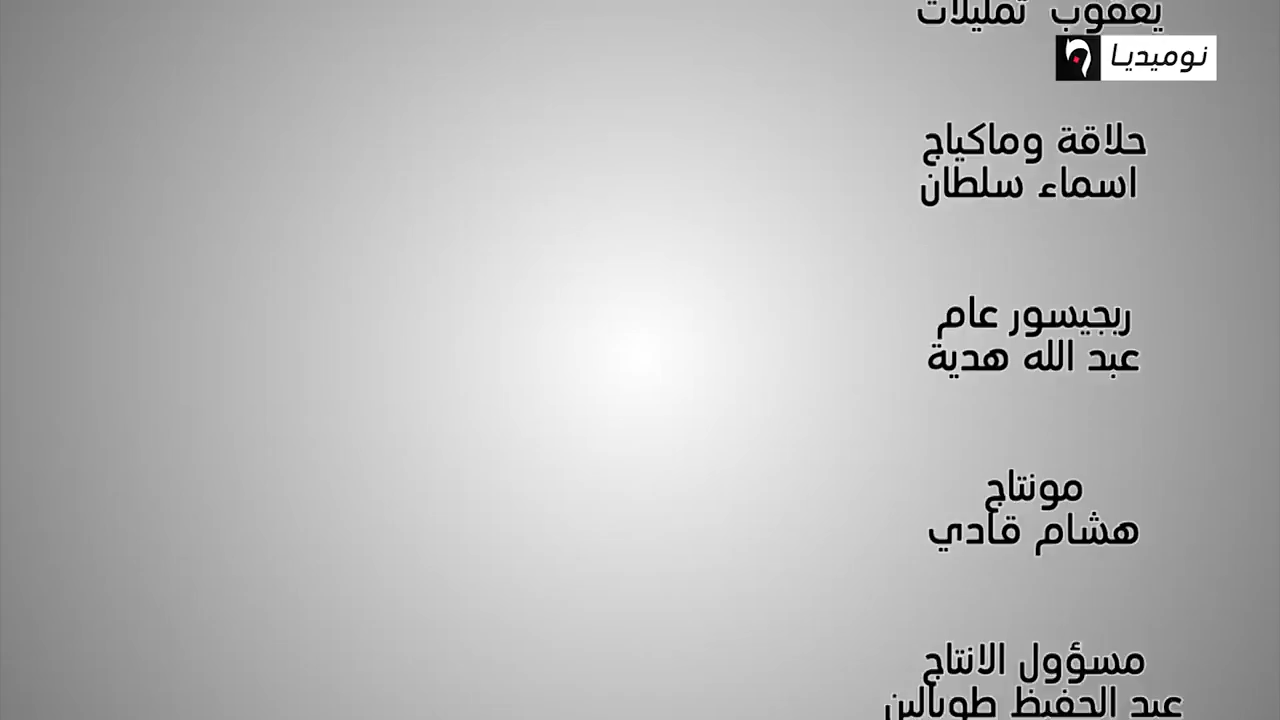 يعقوب تمليلات
نوميديا
حلاقة وماكياج
اسماء سلطان
ريجيسور عام
عبد الله هدية
مونتاج
هشام قادي
مسؤول الانتاج
عبد الحفيظ طوبالين